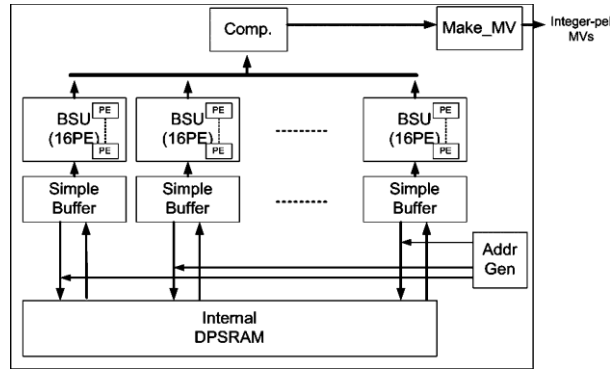 Comp.
Make_MV
Integer-pel
MVs
BSU
(16PE)
PE
PE
BSU
(16PE)
PE
PE
BSU
(16PE)
PE
PE
Simple
Buffer
Simple
Buffer
Simple
Buffer
Addr
Gen
Internal
DPSRAM